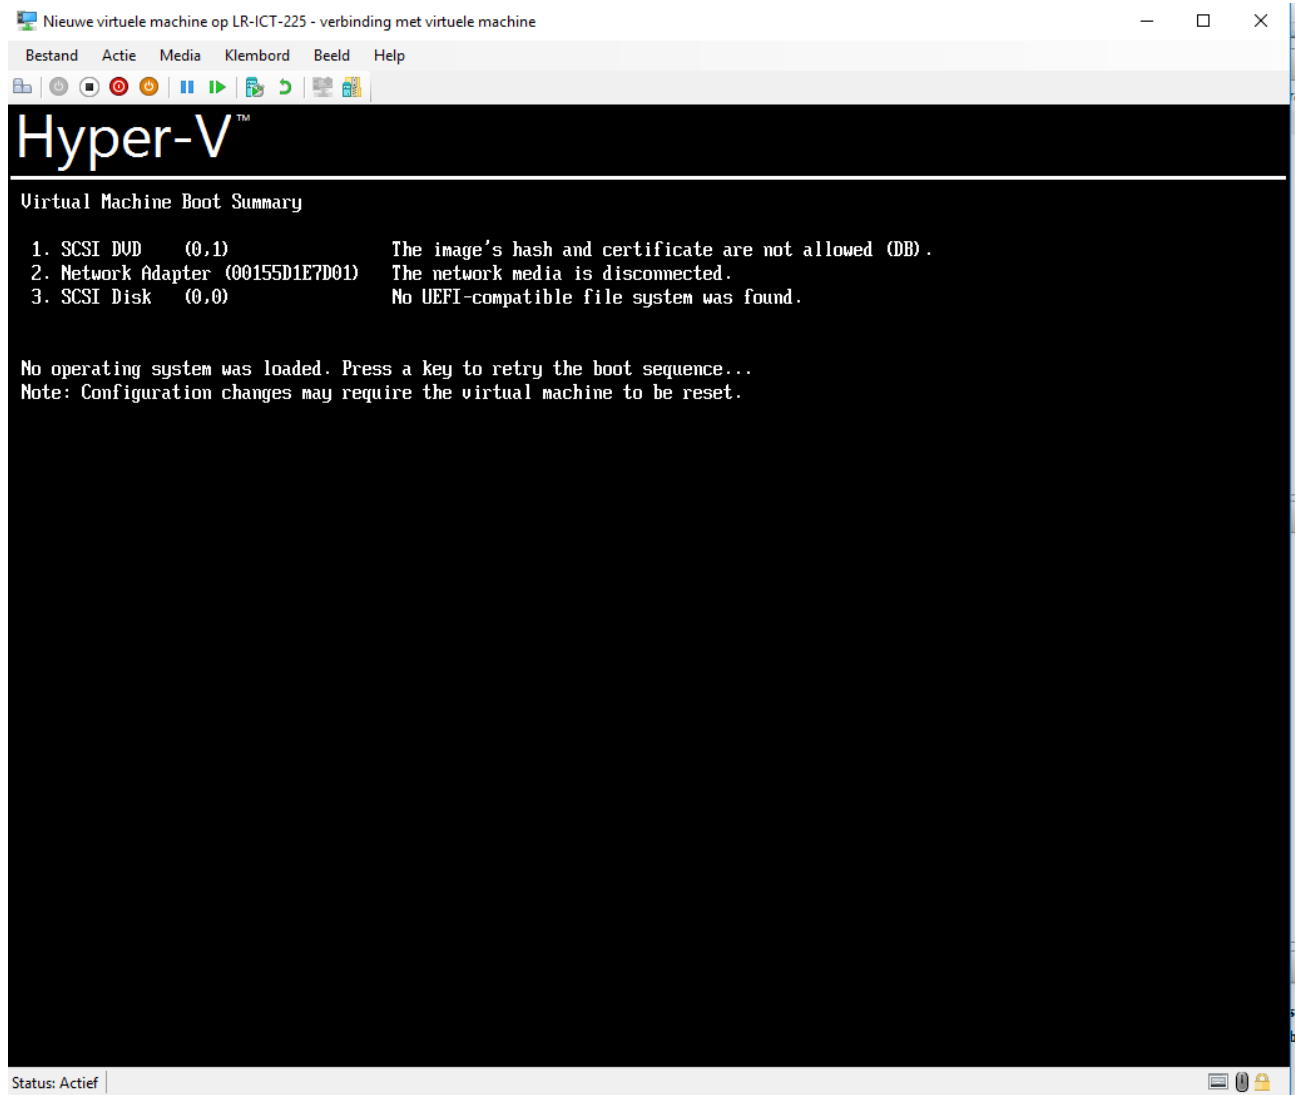 Nieuwe virtuele machine op LR-ICT-225 - verbinding met virtuele machine
Bestand Actie Media Klembord Beeld Help
Hyper-V™
Virtual Machine Boot Summary
1. SCSI DVD (0,1) The image's hash and certificate are not allowed (DB).
2. Network Adapter (00155D1E7D01) The network media is disconnected.
3. SCSI Disk (0,0) No UEFI-compatible file system was found.
No operating system was loaded. Press a key to retry the boot sequence...
Note: Configuration changes may require the virtual machine to be reset.
Status: Actief